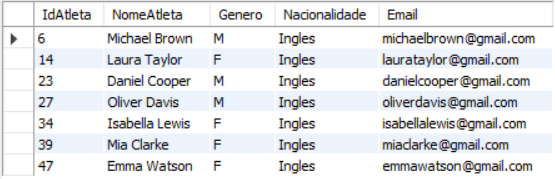 IdAtleta NomeAtleta Genero Nacionalidade Email
6 Michael Brown M Ingles michaelbrown@gmail.com
14 Laura Taylor F Ingles laurataylor@gmail.com
23 Daniel Cooper M Ingles danielcooper@gmail.com
27 Oliver Davis M Ingles oliverdavis@gmail.com
34 Isabella Lewis F Ingles isabellalewis@gmail.com
39 Mia Clarke F Ingles miaclarke@gmail.com
47 Emma Watson F Ingles emmawatson@gmail.com